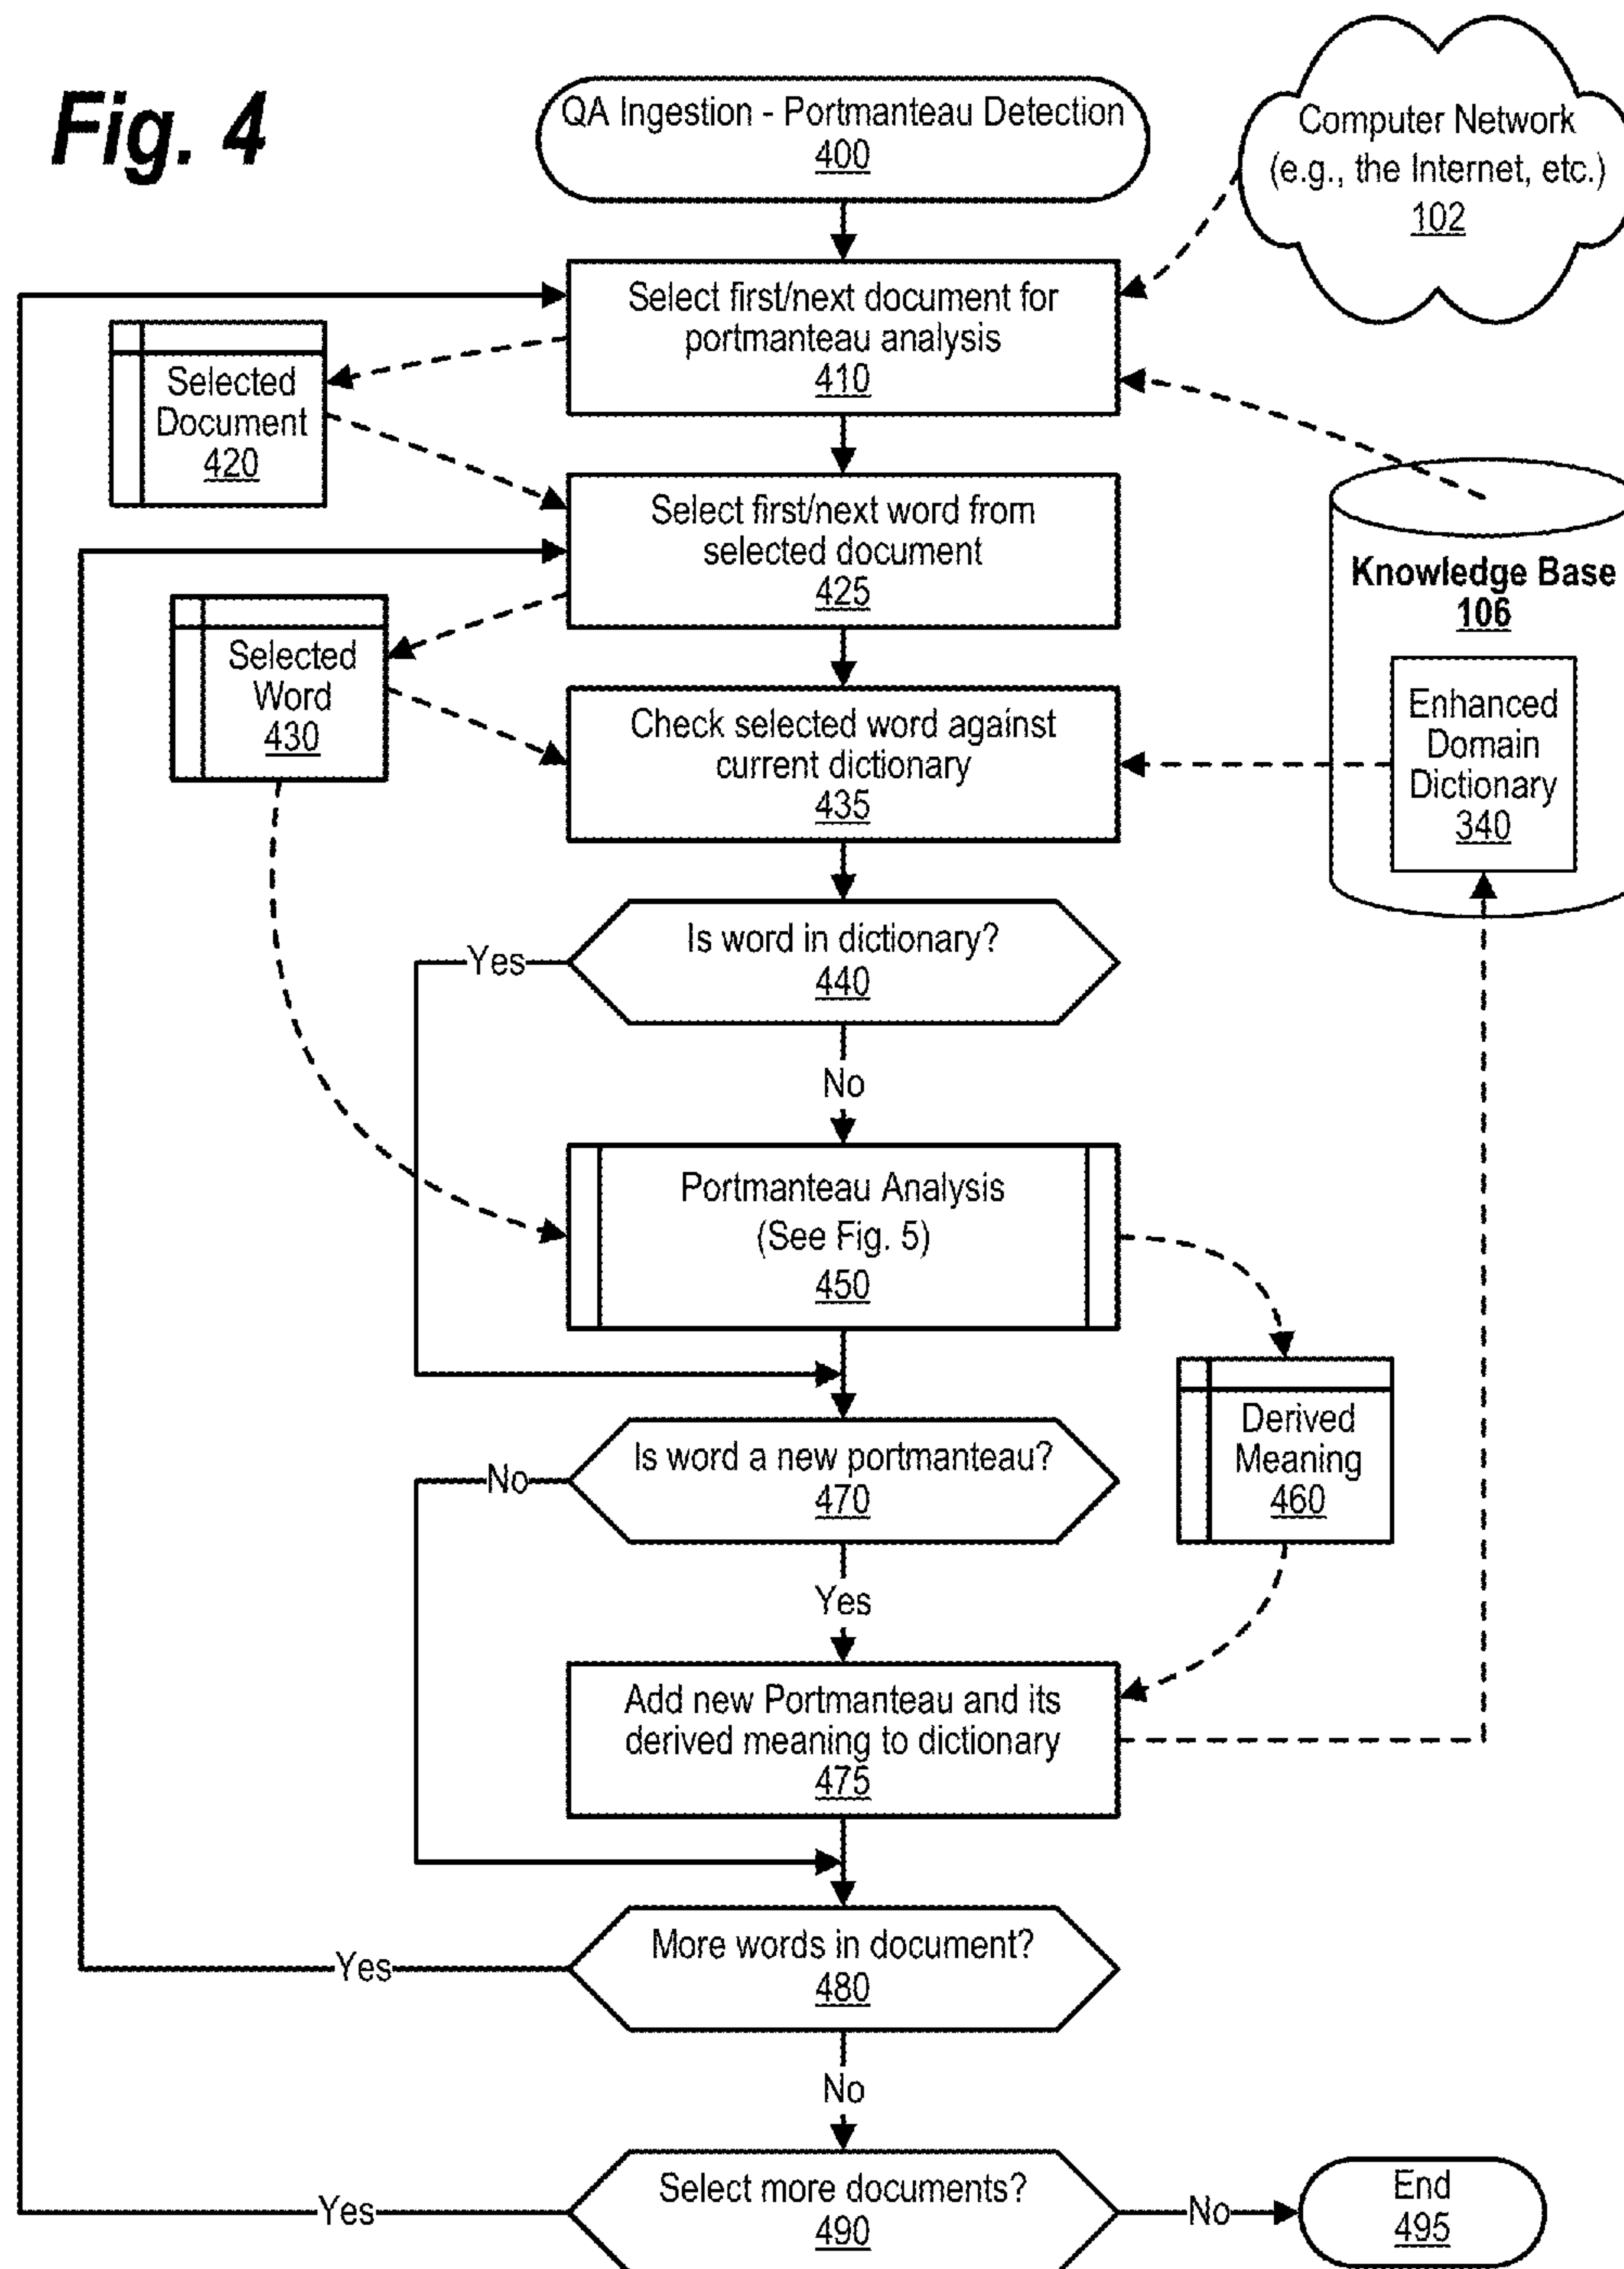 Fig. 4
QA Ingestion - Portmanteau Detection
400
Computer Network
(e.g., the Internet, etc.)
102
Select first/next document for
portmanteau analysis
410
Selected
Document
420
Select first/next word from
selected document
425
Knowledge Base
106
Selected
Word
430
Enhanced
Domain
Dictionary
340
Check selected word against
current dictionary
435
Is word in dictionary?
440
Yes
No
Portmanteau Analysis
(See Fig. 5)
450
Derived
Meaning
460
Is word a new portmanteau?
470
No
Yes
Add new Portmanteau and its
derived meaning to dictionary
475
More words in document?
480
Yes
No
Select more documents?
490
Yes
No
End
495